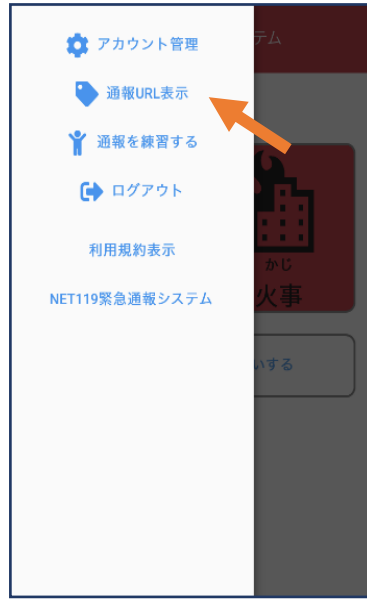 アカウント管理
テム
通報URL表示
通報を練習する
ログアウト
利用規約表示
かじ
火事
NET119緊急通報システム
いする